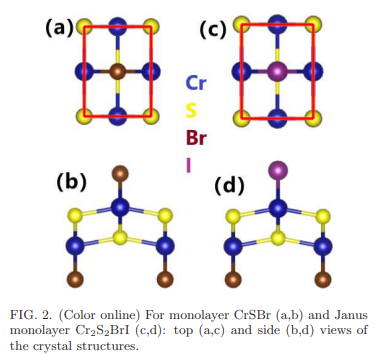 (a)
(c)
Cr
S
Br
I
(b)
(d)
FIG. 2. (Color online) For monolayer CrSBr (a,b) and Janus
monolayer Cr₂S₂BrI (c,d): top (a,c) and side (b,d) views of
the crystal structures.